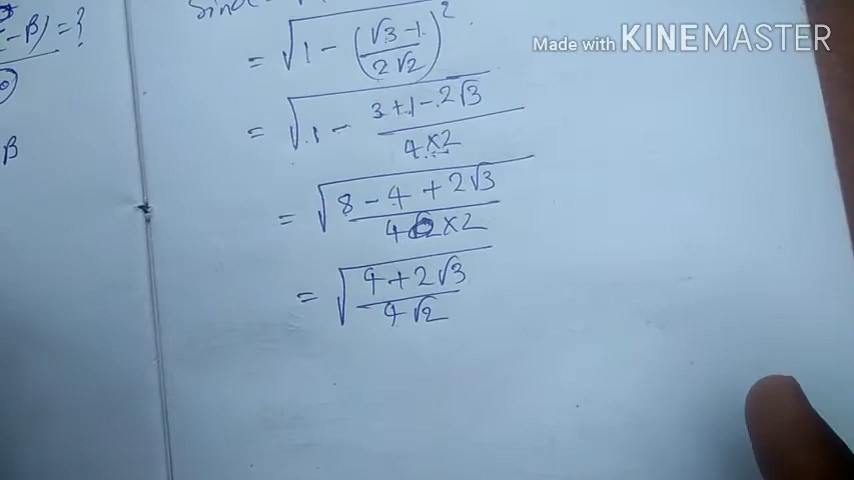 - β) = ?
β
= √1 - (√3 - 1 / 2√2)²
= √1 - 3 + 1 - 2√3 / 4 × 2
= √8 - 4 + 2√3 / 4 × 2
= √4 + 2√3 / 4√2
Made with KINEMASTER